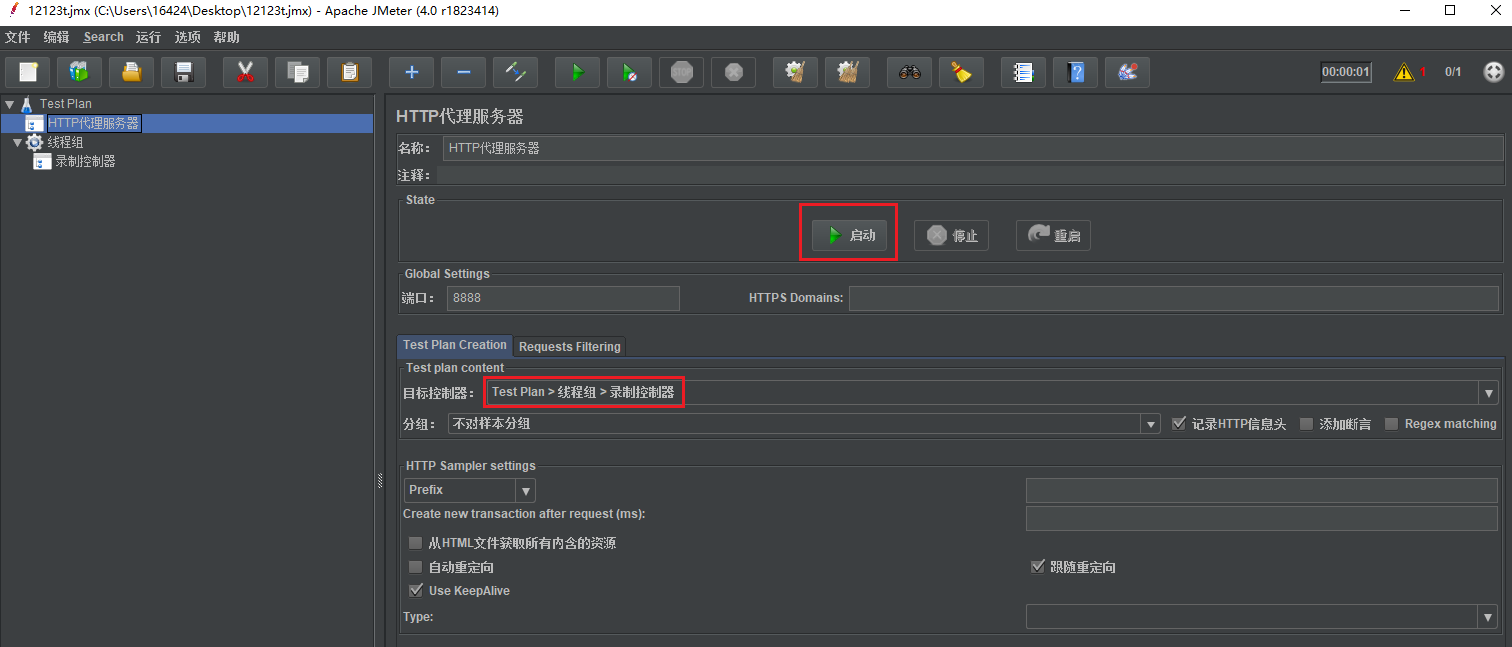 12123t.jmx (C:\Users\16424\Desktop\12123t.jmx) - Apache JMeter (4.0 r1823414)
文件 编辑 Search 运行 选项 帮助
STOP 00:00:01 1 0/1
Test Plan
HTTP代理服务器
线程组
录制控制器
HTTP代理服务器
名称: HTTP代理服务器
注释:
State
启动 停止 重启
Global Settings
端口: 8888 HTTPS Domains:
Test Plan Creation Requests Filtering
Test plan content
目标控制器: Test Plan > 线程组 > 录制控制器
分组: 不对样本分组 记录HTTP信息头 添加断言 Regex matching
HTTP Sampler settings
Prefix
Create new transaction after request (ms):
从HTML文件获取所有内含的资源
自动重定向 跟随重定向
Use KeepAlive
Type: